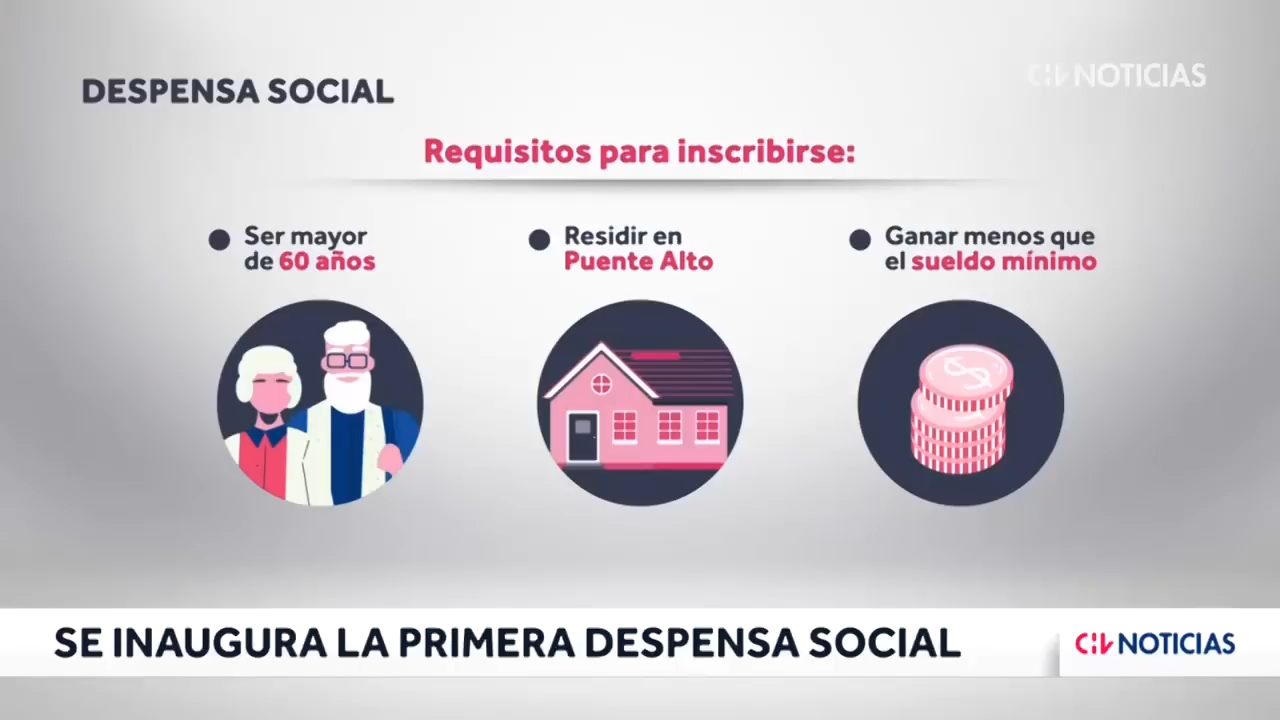 DESPENSA SOCIAL
CHV NOTICIAS
Requisitos para inscribirse:
Ser mayor
de 60 años
Residir en
Puente Alto
Ganar menos que
el sueldo mínimo
SE INAUGURA LA PRIMERA DESPENSA SOCIAL
CHV NOTICIAS